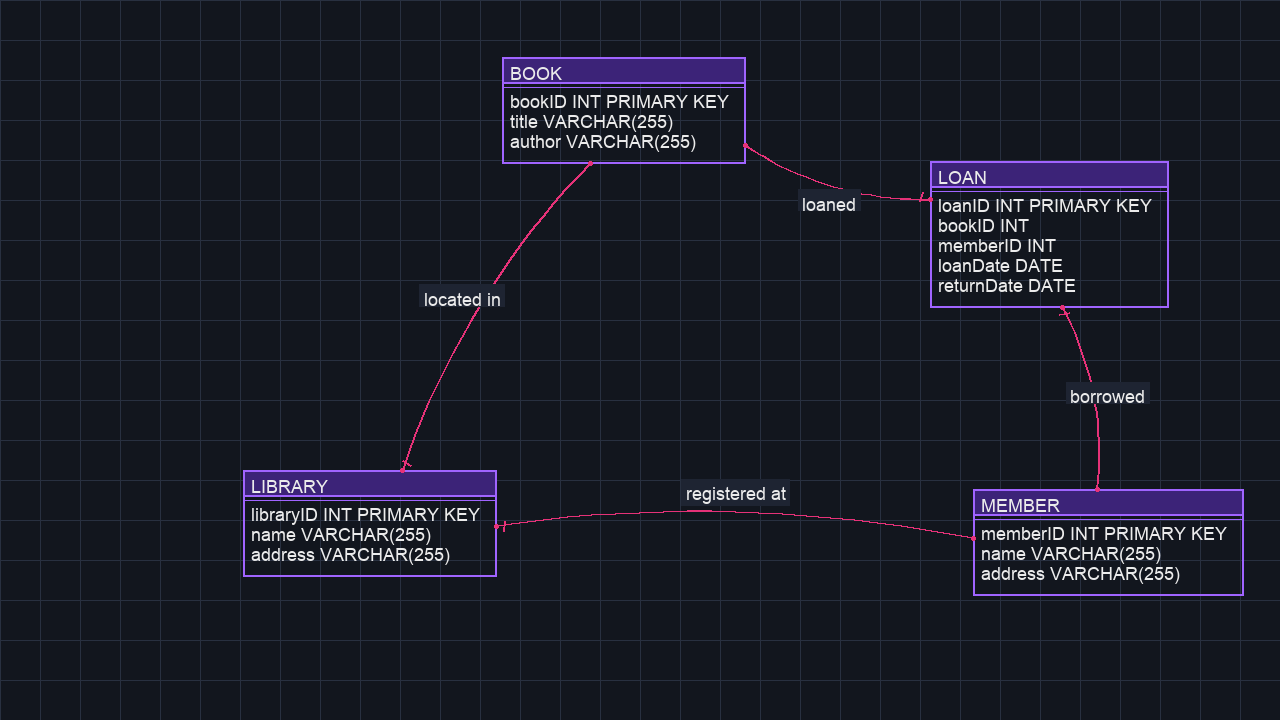 BOOK
bookID INT PRIMARY KEY
title VARCHAR(255)
author VARCHAR(255)
loaned
LOAN
loanID INT PRIMARY KEY
bookID INT
memberID INT
loanDate DATE
returnDate DATE
located in
borrowed
LIBRARY
libraryID INT PRIMARY KEY
name VARCHAR(255)
address VARCHAR(255)
registered at
MEMBER
memberID INT PRIMARY KEY
name VARCHAR(255)
address VARCHAR(255)